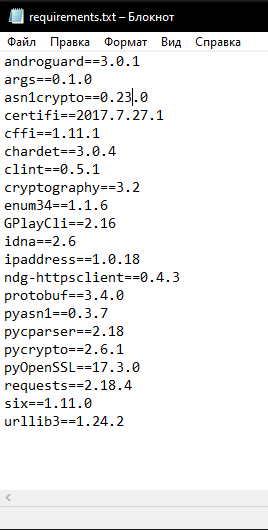 requirements.txt – Блокнот
Файл Правка Формат Вид Справка
androguard==3.0.1
args==0.1.0
asn1crypto==0.23.0
certifi==2017.7.27.1
cffi==1.11.1
chardet==3.0.4
clint==0.5.1
cryptography==3.2
enum34==1.1.6
GPlayCli==2.16
idna==2.6
ipaddress==1.0.18
ndg-httpsclient==0.4.3
protobuf==3.4.0
pyasn1==0.3.7
pycparser==2.18
pycrypto==2.6.1
pyOpenSSL==17.3.0
requests==2.18.4
six==1.11.0
urllib3==1.24.2